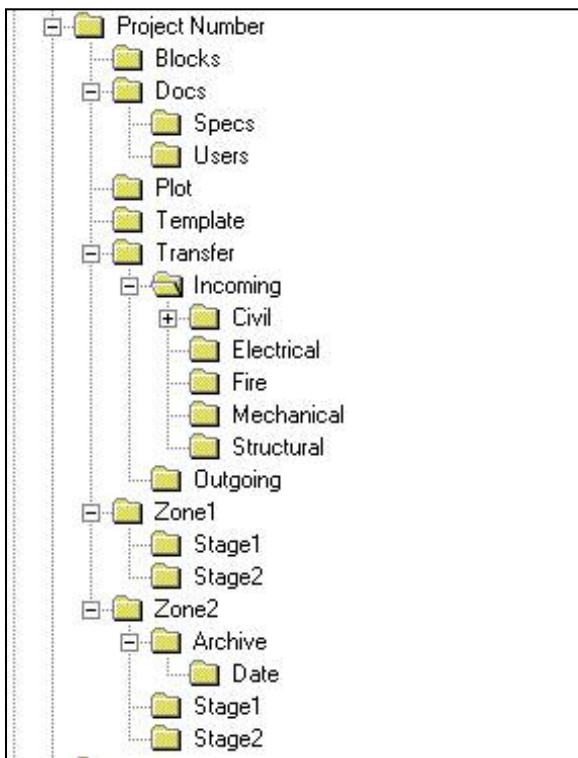 Project Number
Blocks
Docs
Specs
Users
Plot
Template
Transfer
Incoming
Civil
Electrical
Fire
Mechanical
Structural
Outgoing
Zone1
Stage1
Stage2
Zone2
Archive
Date
Stage1
Stage2